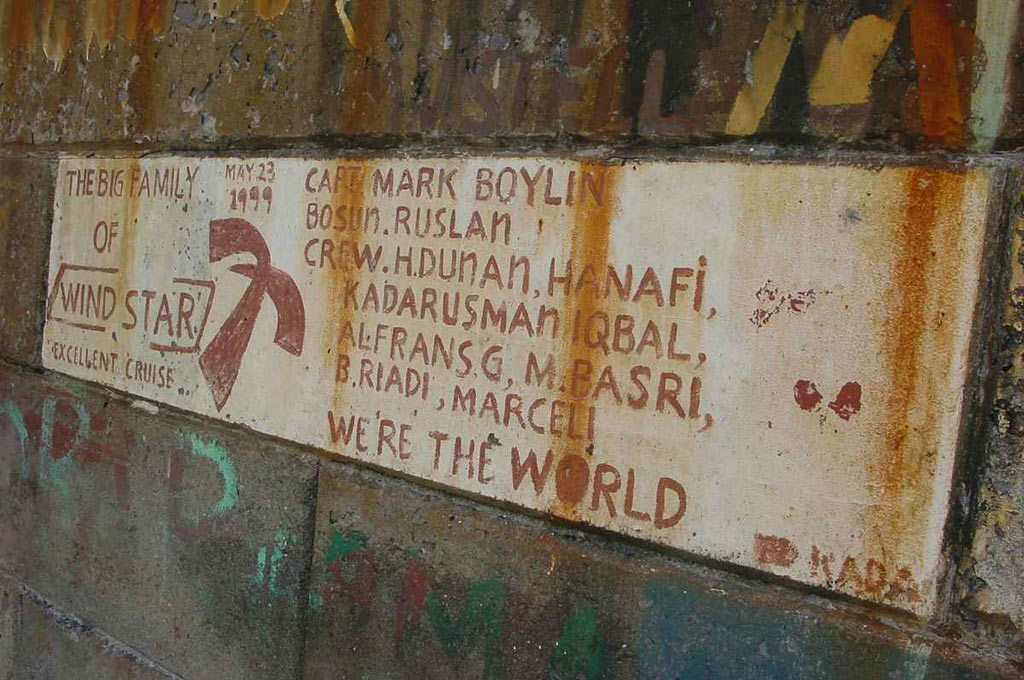 THE BIG FAMILY
OF
WIND STAR.
EXCELLENT CRUISE
MAY 23
1999
CAPT MARK BOYLIN
BOSUN. RUSLAN
CREW. H. DUNAN, HANAFi,
KADARUSMAN IQBAL,
ALFRANS.G, M. BASRI,
B. RIADI, MARCELI
WE'RE THE WORLD
KADA